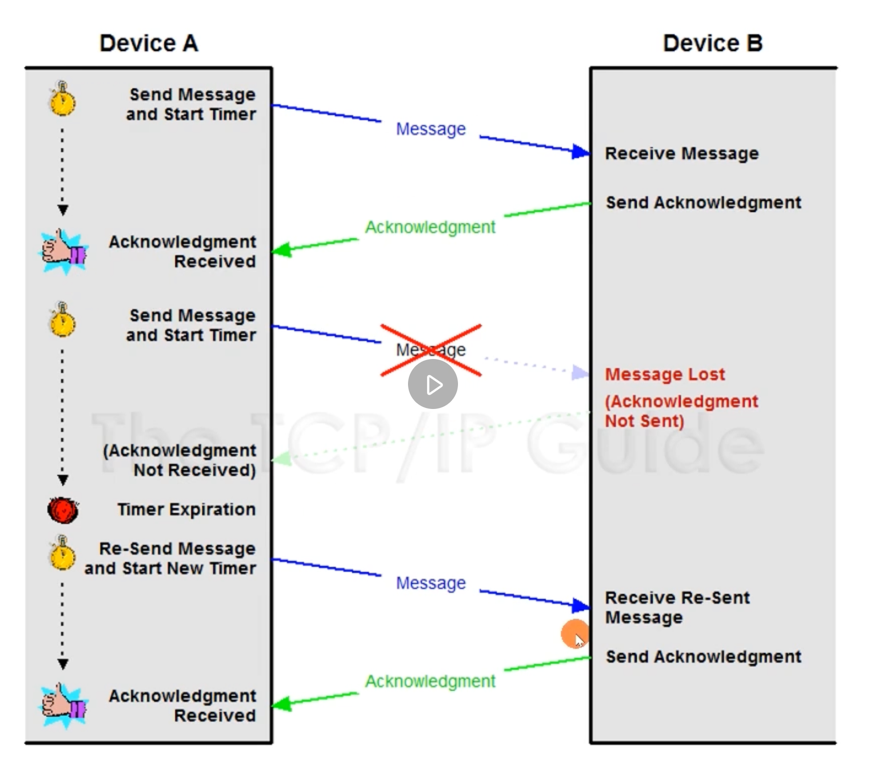 Device A
Device B
Send Message
and Start Timer
Message
Receive Message
Send Acknowledgment
Acknowledgment
Acknowledgment
Received
Send Message
and Start Timer
Message
Message Lost
(Acknowledgment
Not Sent)
The TCP/IP Guide
(Acknowledgment
Not Received)
Timer Expiration
Re-Send Message
and Start New Timer
Message
Receive Re-Sent
Message
Send Acknowledgment
Acknowledgment
Acknowledgment
Received